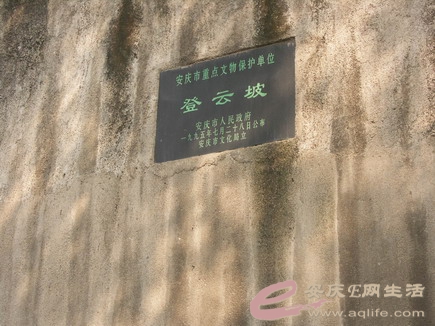 安庆市重点文物保护单位
登云坡
安庆市人民政府
一九九五年七月二十八日公布
安庆市文化局立
安庆E网生活
www.aqlife.com